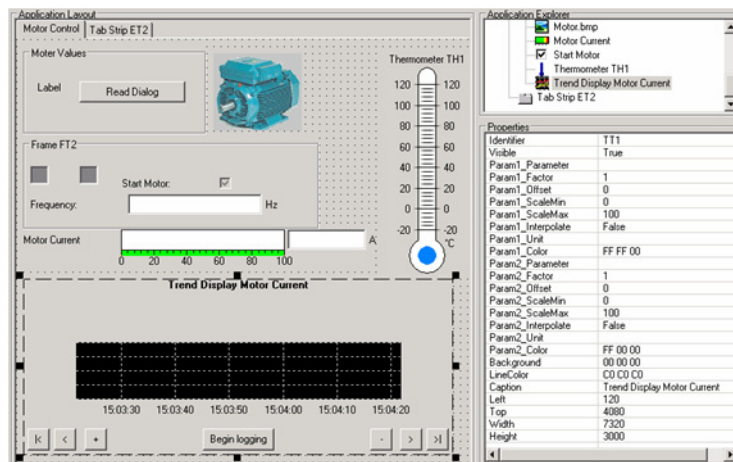 Application Layout
Motor Control
Tab Strip ET2
Moter Values
Label
Read Dialog
Thermometer TH1
120 120
100 100
80 80
60 60
40 40
20 20
0 0
-20 -20
°C
Frame FT2
Start Motor:
Frequency:
Hz
Motor Current
A
0 20 40 60 80 100
Trend Display Motor Current
15:03:30 15:03:40 15:03:50 15:04:00 15:04:10 15:04:20
|< < + Begin logging - > >|
Application Explorer
Motor.bmp
Motor Current
Start Motor
Thermometer TH1
Trend Display Motor Current
Tab Strip ET2
Properties
Identifier TT1
Visible True
Param1_Parameter
Param1_Factor 1
Param1_Offset 0
Param1_ScaleMin 0
Param1_ScaleMax 100
Param1_Interpolate False
Param1_Unit
Param1_Color FF FF 00
Param2_Parameter
Param2_Factor 1
Param2_Offset 0
Param2_ScaleMin 0
Param2_ScaleMax 100
Param2_Interpolate False
Param2_Unit
Param2_Color FF 00 00
Background 00 00 00
LineColor C0 C0 C0
Caption Trend Display Motor Current
Left 120
Top 4080
Width 7320
Height 3000